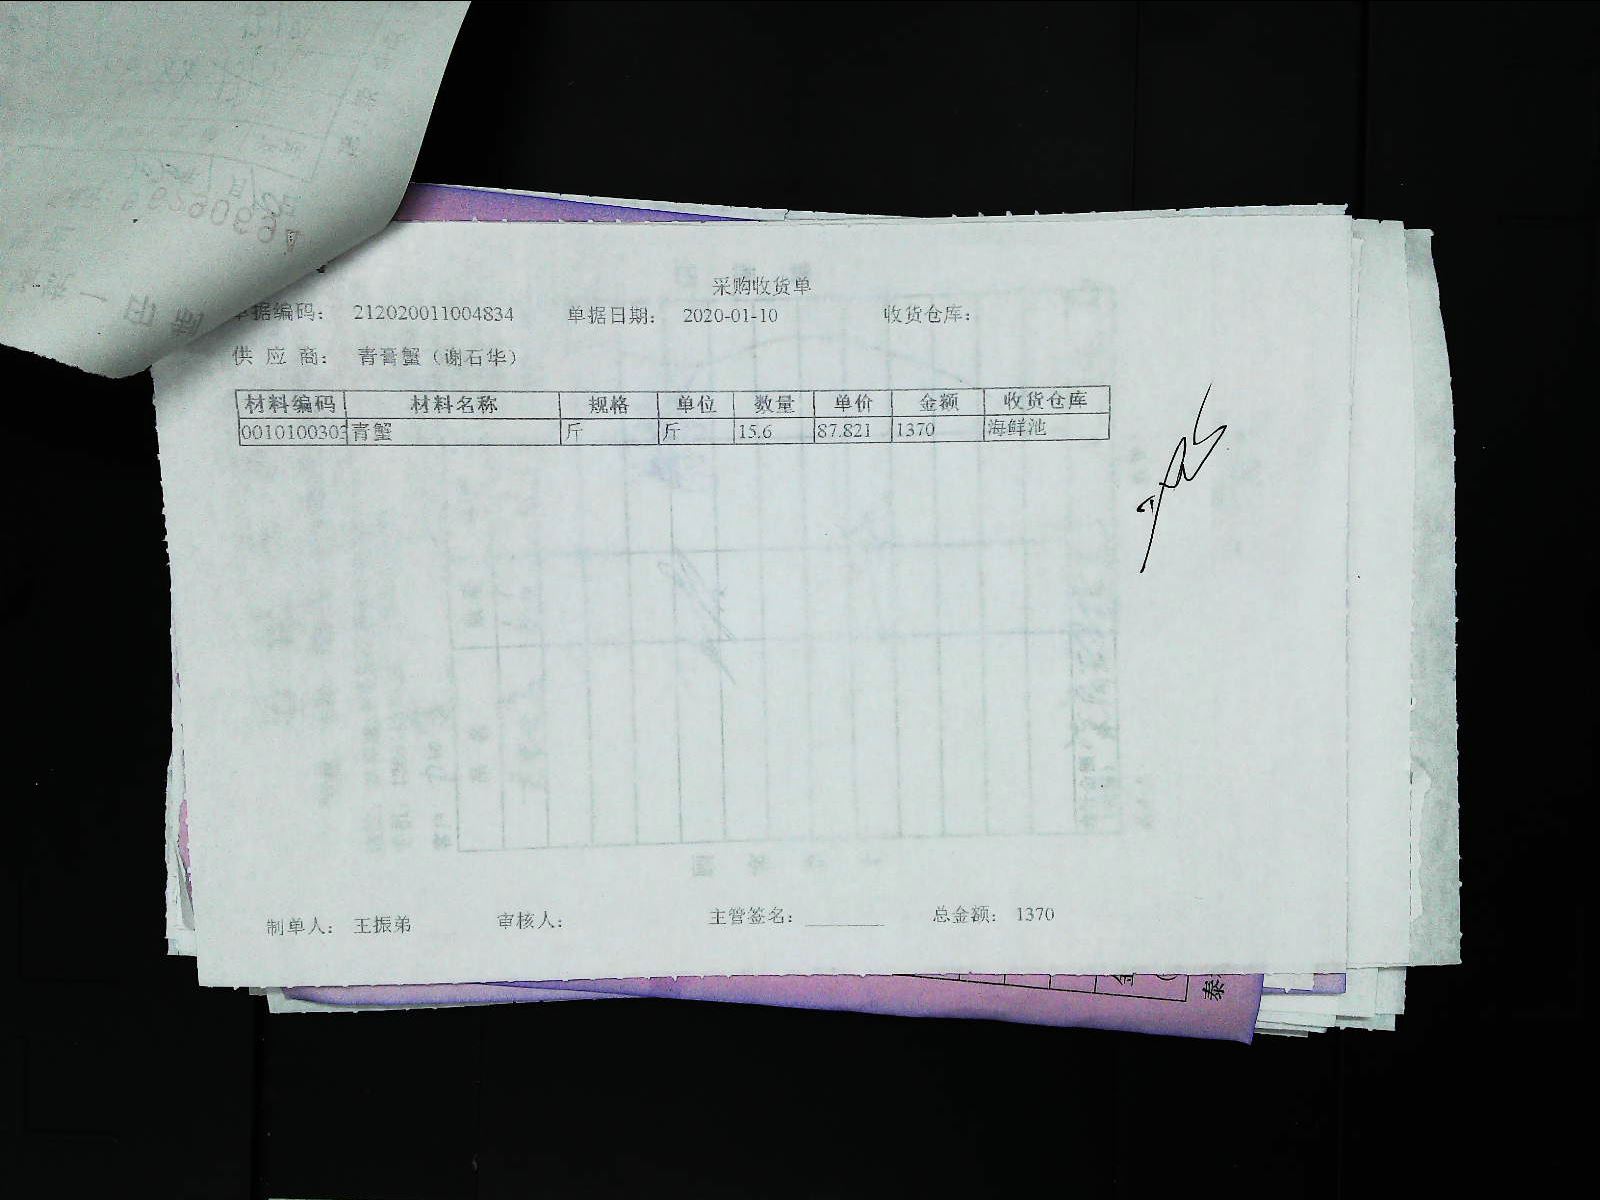 采购收货单
单据编码： 212020011004834 单据日期： 2020-01-10 收货仓库：
供 应 商： 青膏蟹（谢石华）
材料编码 材料名称 规格 单位 数量 单价 金额 收货仓库
0010100303 青蟹 斤 斤 15.6 87.821 1370 海鲜池
制单人： 王振弟 审核人： 主管签名： ________ 总金额： 1370
泰